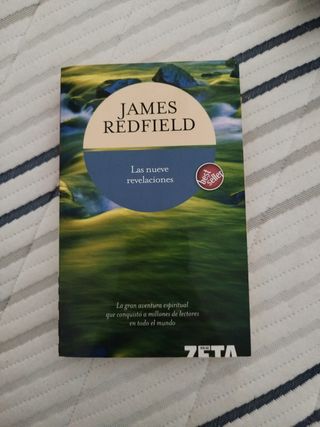 JAMES
REDFIELD
Las nueve
revelaciones
best
seller
La gran aventura espiritual
que conquistó a millones de lectores
en todo el mundo
ZETA